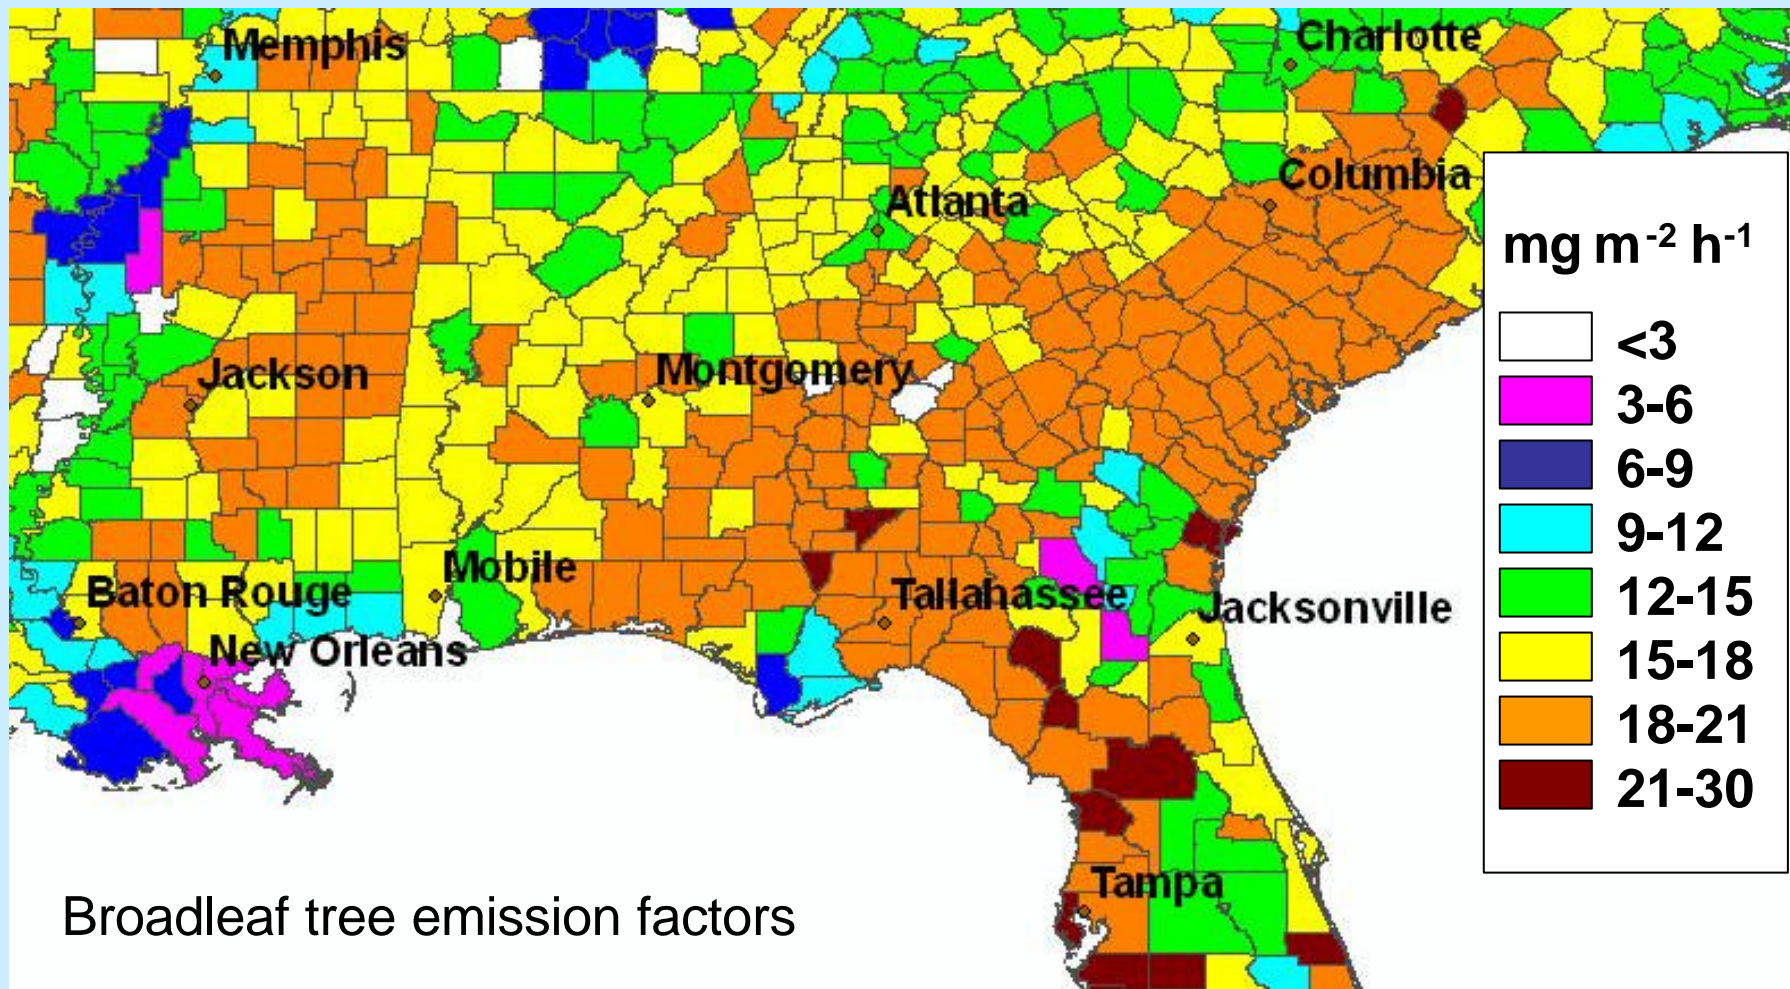 Memphis
Charlotte
Columbia
Atlanta
mg m-2 h-1
<3
Jackson
Montgomery
3-6
6-9
9-12
Mobile
Baton Rouge
Tallahassee
Jacksonville
12-15
New Orleans
15-18
18-21
21-30
Tampa
Broadleaf tree emission factors